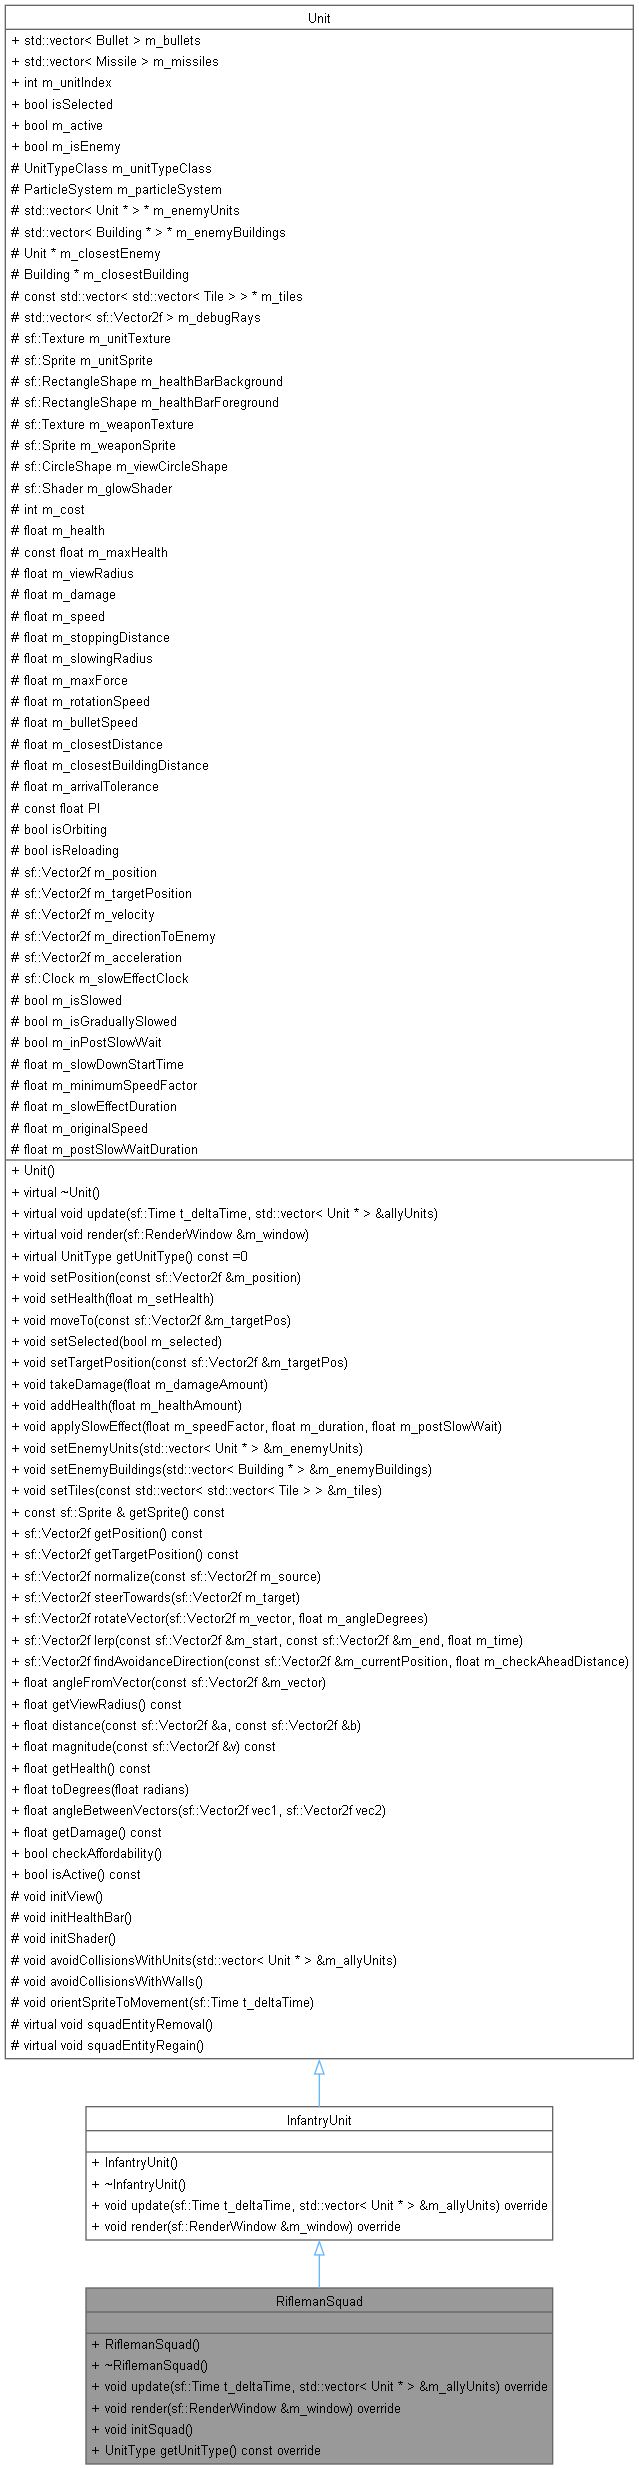 Unit
+ std::vector< Bullet > m_bullets
+ std::vector< Missile > m_missiles
+ int m_unitIndex
+ bool isSelected
+ bool m_active
+ bool m_isEnemy
# UnitTypeClass m_unitTypeClass
# ParticleSystem m_particleSystem
# std::vector< Unit * > * m_enemyUnits
# std::vector< Building * > * m_enemyBuildings
# Unit * m_closestEnemy
# Building * m_closestBuilding
# const std::vector< std::vector< Tile > > * m_tiles
# std::vector< sf::Vector2f > m_debugRays
# sf::Texture m_unitTexture
# sf::Sprite m_unitSprite
# sf::RectangleShape m_healthBarBackground
# sf::RectangleShape m_healthBarForeground
# sf::Texture m_weaponTexture
# sf::Sprite m_weaponSprite
# sf::CircleShape m_viewCircleShape
# sf::Shader m_glowShader
# int m_cost
# float m_health
# const float m_maxHealth
# float m_viewRadius
# float m_damage
# float m_speed
# float m_stoppingDistance
# float m_slowingRadius
# float m_maxForce
# float m_rotationSpeed
# float m_bulletSpeed
# float m_closestDistance
# float m_closestBuildingDistance
# float m_arrivalTolerance
# const float PI
# bool isOrbiting
# bool isReloading
# sf::Vector2f m_position
# sf::Vector2f m_targetPosition
# sf::Vector2f m_velocity
# sf::Vector2f m_directionToEnemy
# sf::Vector2f m_acceleration
# sf::Clock m_slowEffectClock
# bool m_isSlowed
# bool m_isGraduallySlowed
# bool m_inPostSlowWait
# float m_slowDownStartTime
# float m_minimumSpeedFactor
# float m_slowEffectDuration
# float m_originalSpeed
# float m_postSlowWaitDuration
+ Unit()
+ virtual ~Unit()
+ virtual void update(sf::Time t_deltaTime, std::vector< Unit * > &allyUnits)
+ virtual void render(sf::RenderWindow &m_window)
+ virtual UnitType getUnitType() const =0
+ void setPosition(const sf::Vector2f &m_position)
+ void setHealth(float m_setHealth)
+ void moveTo(const sf::Vector2f &m_targetPos)
+ void setSelected(bool m_selected)
+ void setTargetPosition(const sf::Vector2f &m_targetPos)
+ void takeDamage(float m_damageAmount)
+ void addHealth(float m_healthAmount)
+ void applySlowEffect(float m_speedFactor, float m_duration, float m_postSlowWait)
+ void setEnemyUnits(std::vector< Unit * > &m_enemyUnits)
+ void setEnemyBuildings(std::vector< Building * > &m_enemyBuildings)
+ void setTiles(const std::vector< std::vector< Tile > > &m_tiles)
+ const sf::Sprite & getSprite() const
+ sf::Vector2f getPosition() const
+ sf::Vector2f getTargetPosition() const
+ sf::Vector2f normalize(const sf::Vector2f m_source)
+ sf::Vector2f steerTowards(sf::Vector2f m_target)
+ sf::Vector2f rotateVector(sf::Vector2f m_vector, float m_angleDegrees)
+ sf::Vector2f lerp(const sf::Vector2f &m_start, const sf::Vector2f &m_end, float m_time)
+ sf::Vector2f findAvoidanceDirection(const sf::Vector2f &m_currentPosition, float m_checkAheadDistance)
+ float angleFromVector(const sf::Vector2f &m_vector)
+ float getViewRadius() const
+ float distance(const sf::Vector2f &a, const sf::Vector2f &b)
+ float magnitude(const sf::Vector2f &v) const
+ float getHealth() const
+ float toDegrees(float radians)
+ float angleBetweenVectors(sf::Vector2f vec1, sf::Vector2f vec2)
+ float getDamage() const
+ bool checkAffordability()
+ bool isActive() const
# void initView()
# void initHealthBar()
# void initShader()
# void avoidCollisionsWithUnits(std::vector< Unit * > &m_allyUnits)
# void avoidCollisionsWithWalls()
# void orientSpriteToMovement(sf::Time t_deltaTime)
# virtual void squadEntityRemoval()
# virtual void squadEntityRegain()
InfantryUnit
+ InfantryUnit()
+ ~InfantryUnit()
+ void update(sf::Time t_deltaTime, std::vector< Unit * > &m_allyUnits) override
+ void render(sf::RenderWindow &m_window) override
RiflemanSquad
+ RiflemanSquad()
+ ~RiflemanSquad()
+ void update(sf::Time t_deltaTime, std::vector< Unit * > &m_allyUnits) override
+ void render(sf::RenderWindow &m_window) override
+ void initSquad()
+ UnitType getUnitType() const override